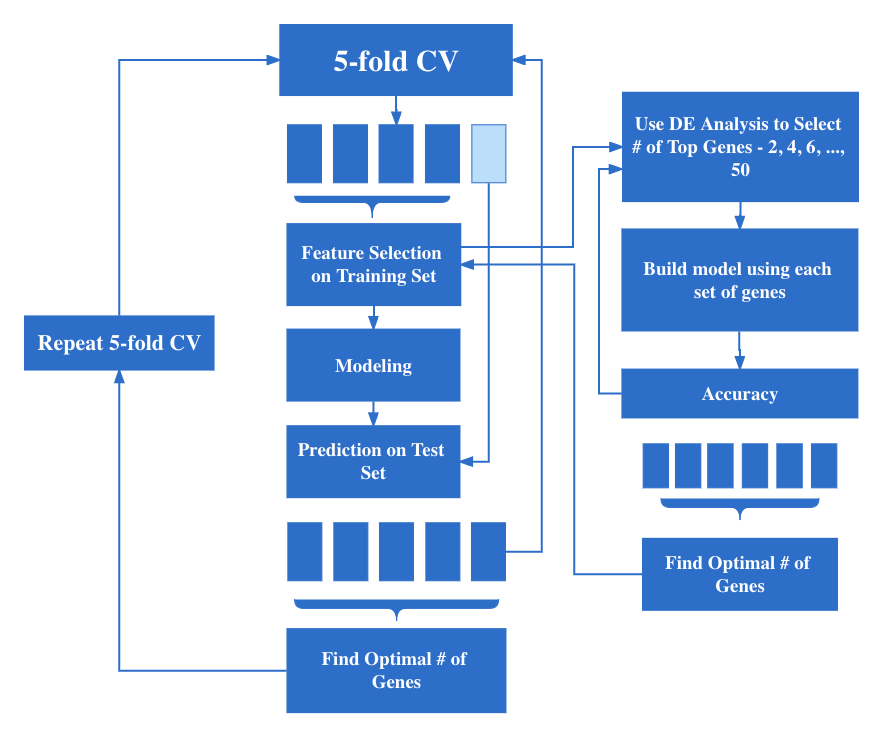 5-fold CV
Use DE Analysis to Select
# of Top Genes - 2, 4, 6, ...,
50
Feature Selection
on Training Set
Build model using each
set of genes
Repeat 5-fold CV
Modeling
Accuracy
Prediction on Test
Set
Find Optimal # of
Genes
Find Optimal # of
Genes